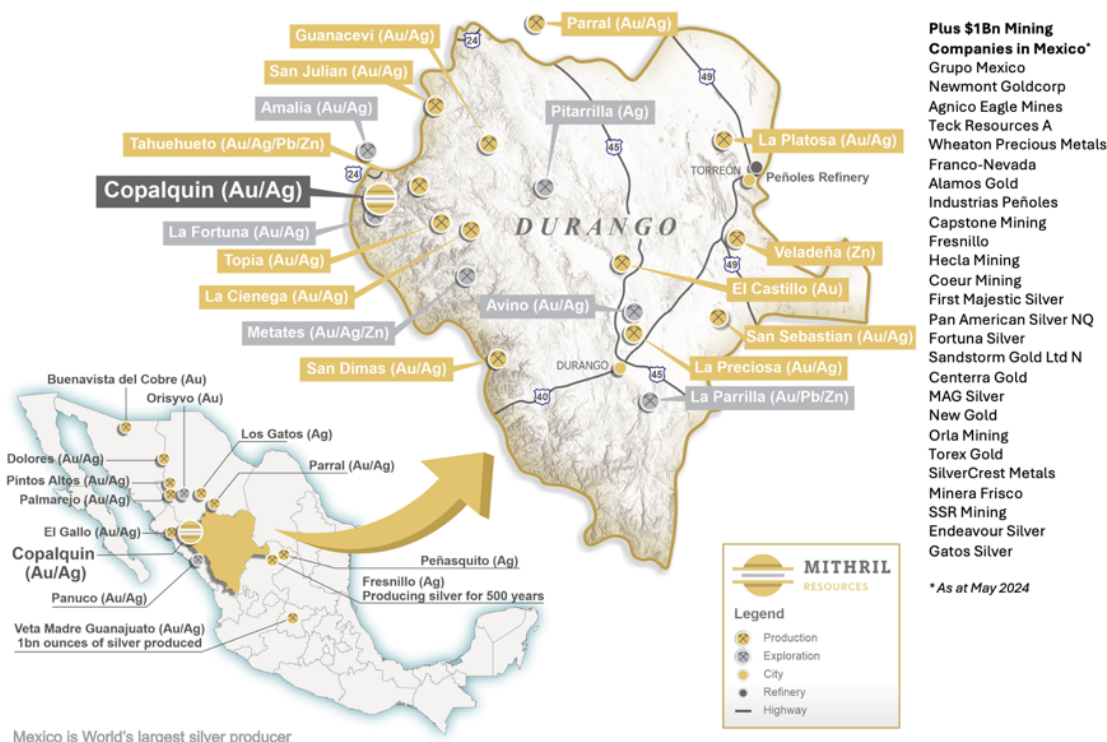 Parral (Au/Ag)
Guanacevi (Au/Ag)
24
San Julian (Au/Ag)
49
Amalia (Au/Ag)
Pitarrilla (Ag)
Tahuehueto (Au/Ag/Pb/Zn)
45
La Platosa (Au/Ag)
24
TORREÓN
Peñoles Refinery
Copalquin (Au/Ag)
La Fortuna (Au/Ag)
DURANGO
Topia (Au/Ag)
Veladeña (Zn)
49
La Cienega (Au/Ag)
El Castillo (Au)
Metates (Au/Ag/Zn)
Avino (Au/Ag)
San Sebastian (Au/Ag)
San Dimas (Au/Ag)
DURANGO
45
La Preciosa (Au/Ag)
40
La Parrilla (Au/Pb/Zn)
Buenavista del Cobre (Au)
Orisyvo (Au)
Los Gatos (Ag)
Dolores (Au/Ag)
Parral (Au/Ag)
Pintos Altos (Au/Ag)
Palmarejo (Au/Ag)
El Gallo (Au/Ag)
Copalquin
(Au/Ag)
Peñasquito (Ag)
Panuco (Au/Ag)
Fresnillo (Ag)
Producing silver for 500 years
Veta Madre Guanajuato (Au/Ag)
1bn ounces of silver produced
Mexico is World's largest silver producer
MITHRIL
RESOURCES
Legend
Production
Exploration
City
Refinery
Highway
Plus $1Bn Mining
Companies in Mexico*
Grupo Mexico
Newmont Goldcorp
Agnico Eagle Mines
Teck Resources A
Wheaton Precious Metals
Franco-Nevada
Alamos Gold
Industrias Peñoles
Capstone Mining
Fresnillo
Hecla Mining
Coeur Mining
First Majestic Silver
Pan American Silver NQ
Fortuna Silver
Sandstorm Gold Ltd N
Centerra Gold
MAG Silver
New Gold
Orla Mining
Torex Gold
SilverCrest Metals
Minera Frisco
SSR Mining
Endeavour Silver
Gatos Silver
* As at May 2024